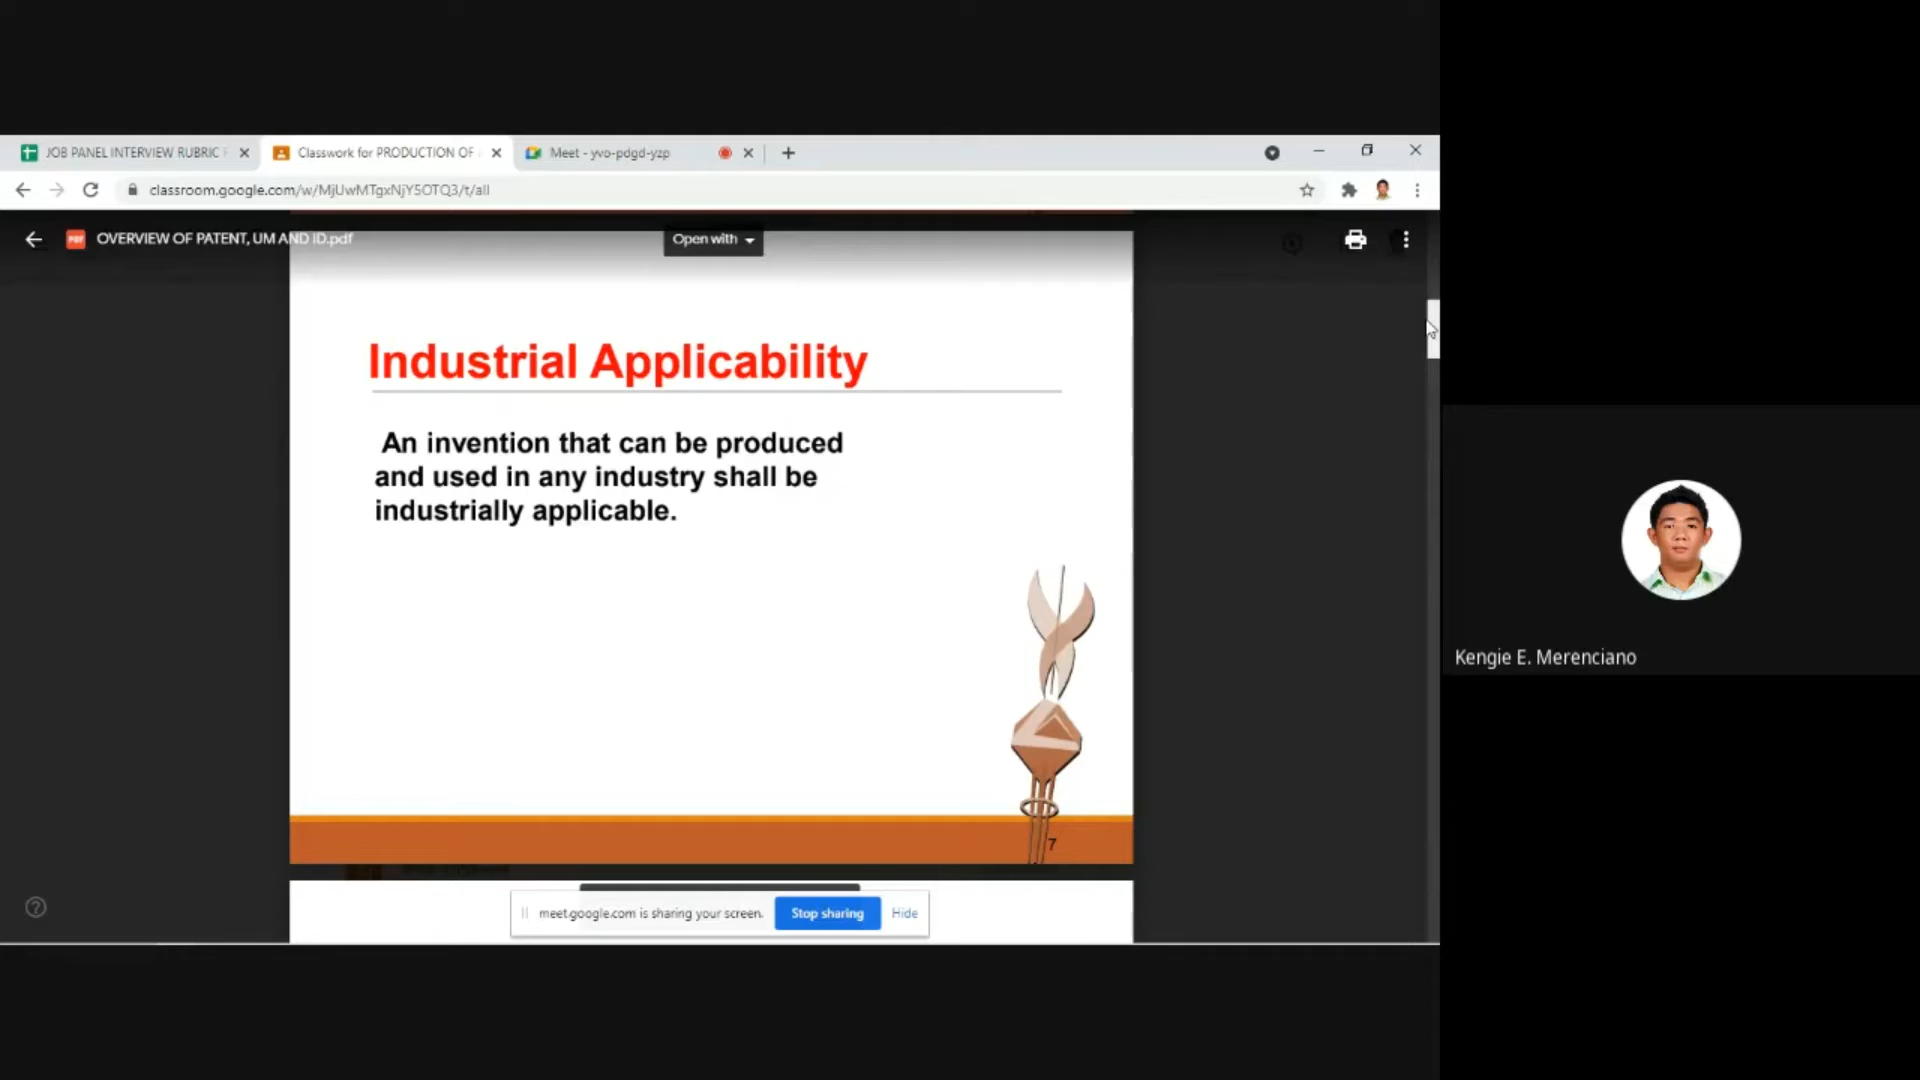 JOB PANEL INTERVIEW RUBRIC
Classwork for PRODUCTION OF
Meet - yvo-pdgd-yzp
classroom.google.com/w/MjUwMTgxNjY5OTQ3/t/all
PDF
OVERVIEW OF PATENT, UM AND ID.pdf
Open with
Industrial Applicability
An invention that can be produced
and used in any industry shall be
industrially applicable.
7
meet.google.com is sharing your screen.
Stop sharing
Hide
Kengie E. Merenciano